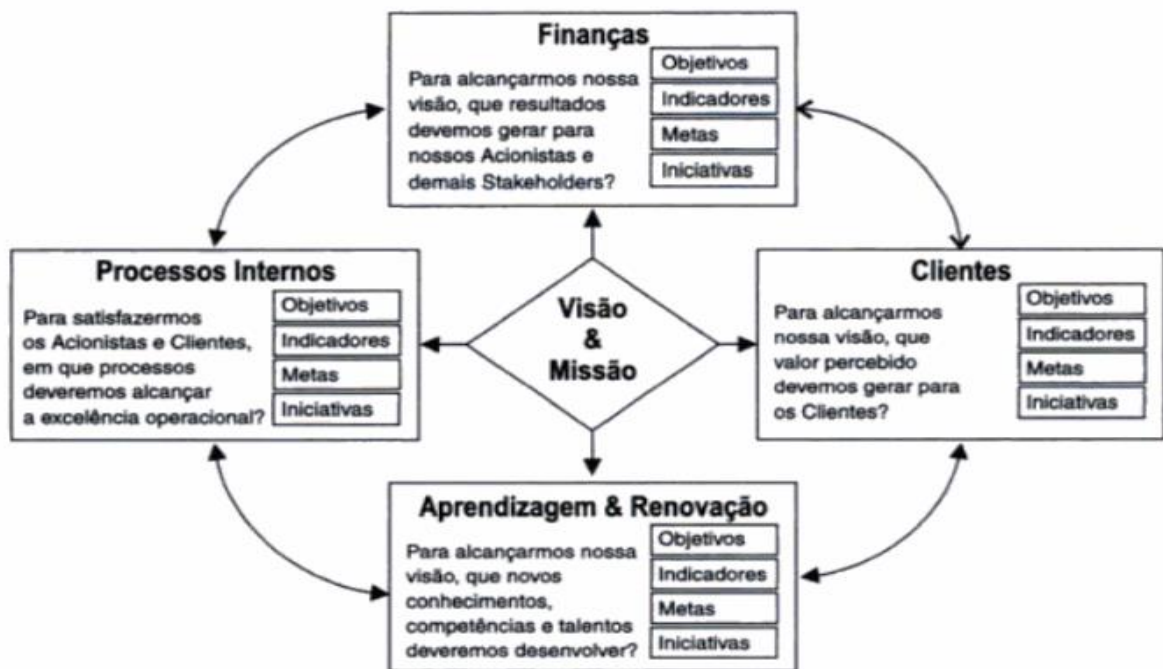 Finanças
Para alcançarmos nossa
visão, que resultados
devemos gerar para
nossos Acionistas e
demais Stakeholders?
Objetivos
Indicadores
Metas
Iniciativas
Processos Internos
Para satisfazermos
os Acionistas e Clientes,
em que processos
deveremos alcançar
a excelência operacional?
Objetivos
Indicadores
Metas
Iniciativas
Visão
&
Missão
Clientes
Para alcançarmos
nossa visão, que
valor percebido
devemos gerar para
os Clientes?
Objetivos
Indicadores
Metas
Iniciativas
Aprendizagem & Renovação
Para alcançarmos nossa
visão, que novos
conhecimentos,
competências e talentos
deveremos desenvolver?
Objetivos
Indicadores
Metas
Iniciativas